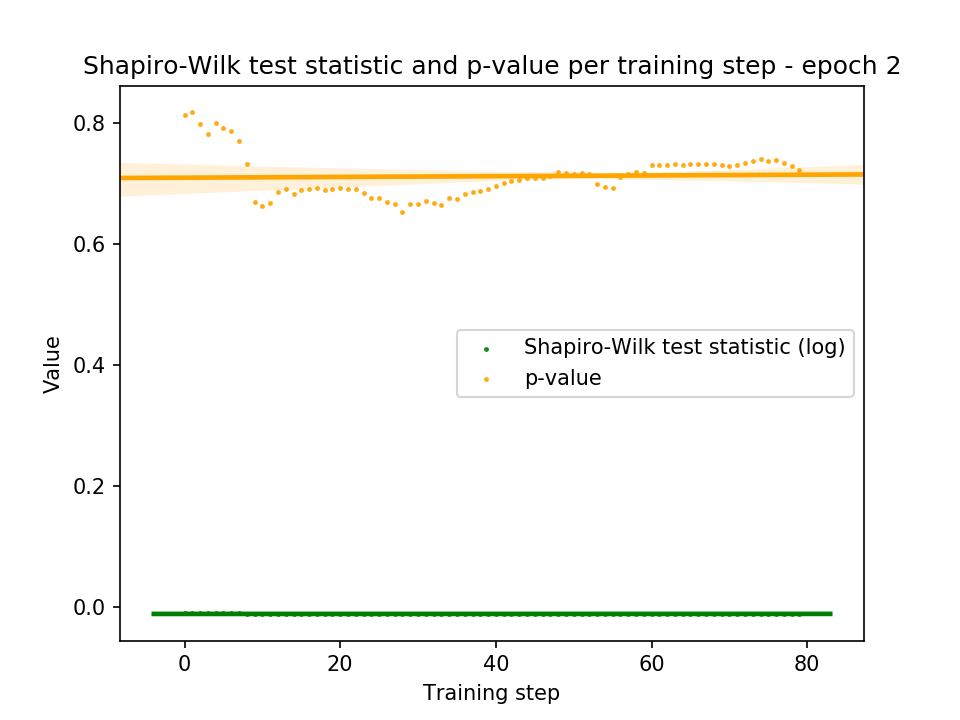 Shapiro-Wilk test statistic and p-value per training step - epoch 2
0.8
0.6
0.4
0.2
0.0
Value
Shapiro-Wilk test statistic (log)
p-value
0 20 40 60 80
Training step